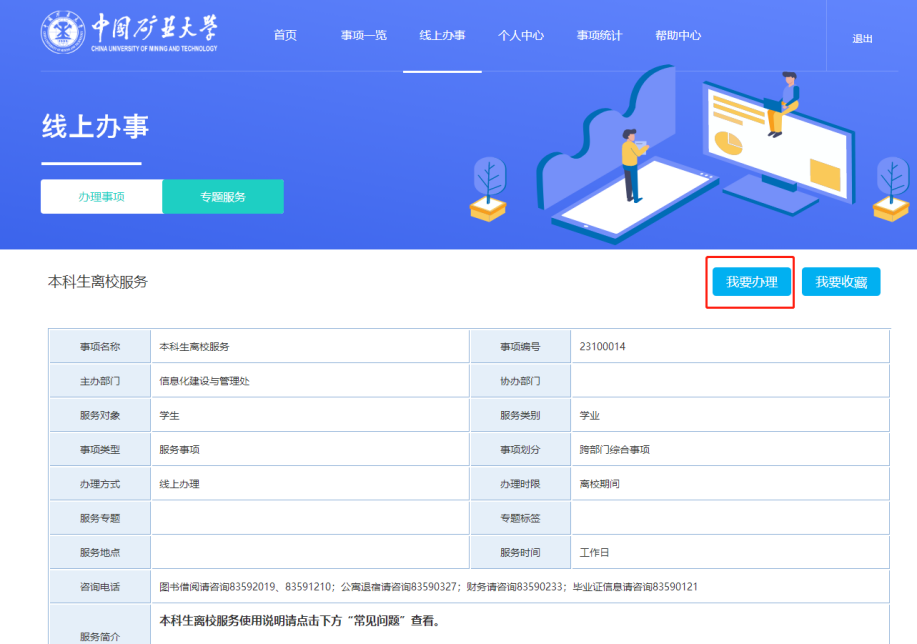 中国矿业大学
CHINA UNIVERSITY OF MINING AND TECHNOLOGY
首页 事项一览 线上办事 个人中心 事项统计 帮助中心 退出
线上办事
办理事项 专题服务
本科生离校服务 我要办理 我要收藏
事项名称 本科生离校服务 事项编号 23100014
主办部门 信息化建设与管理处 协办部门
服务对象 学生 服务类别 学业
事项类型 服务事项 事项划分 跨部门综合事项
办理方式 线上办理 办理时限 离校期间
服务专题 专题标签
服务地点 服务时间 工作日
咨询电话 图书借阅请咨询83592019、83591210；公寓退宿请咨询83590327；财务请咨询83590233；毕业证信息请咨询83590121
本科生离校服务使用说明请点击下方“常见问题”查看。
服务简介